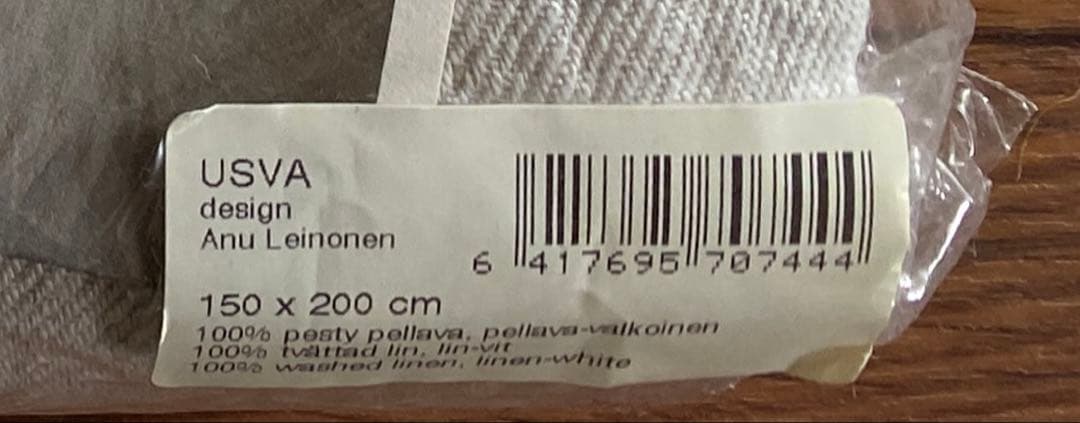 USVA
design
Anu Leinonen
6 417695 707444
150 x 200 cm
100% pesty pellava, pellava-valkoinen
100% tvättad lin, lin-vit
100% washed linen, linen-white